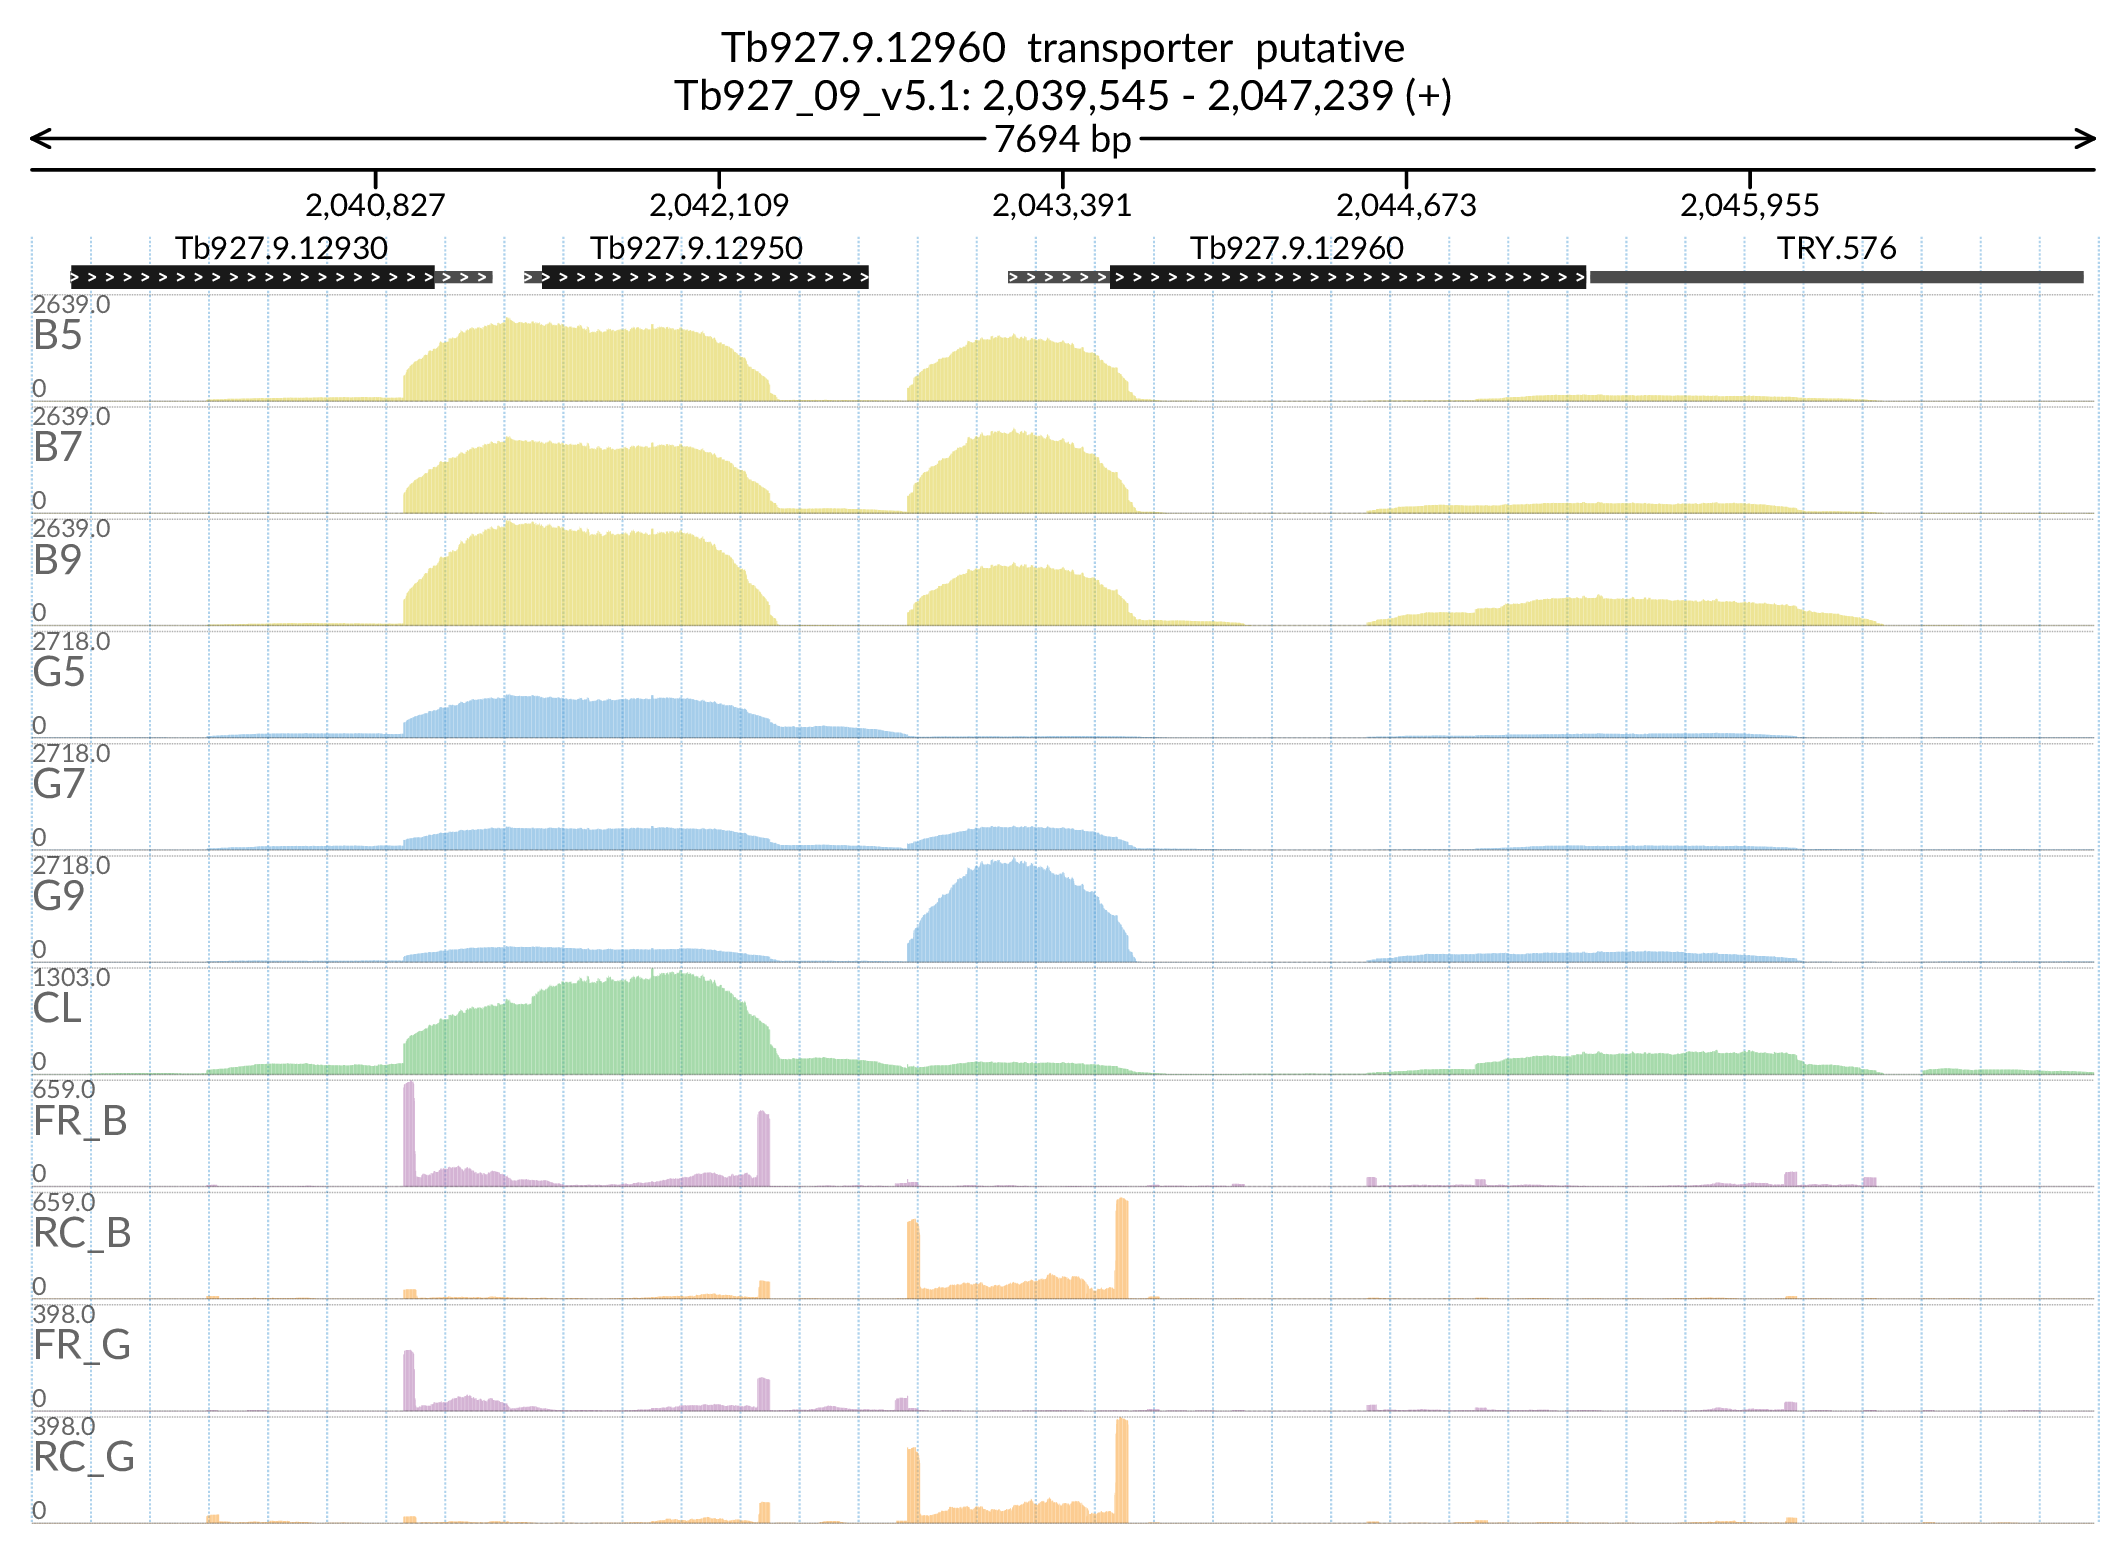 Tb927.9.12960 transporter putative
Tb927_09_v5.1: 2,039,545 - 2,047,239 (+)
7694 bp
2,040,827 2,042,109 2,043,391 2,044,673 2,045,955
Tb927.9.12930 Tb927.9.12950 Tb927.9.12960 TRY.576
2639.0
B5
0
2639.0
B7
0
2639.0
B9
0
2718.0
G5
0
2718.0
G7
0
2718.0
G9
0
1303.0
CL
0
659.0
FR_B
0
659.0
RC_B
0
398.0
FR_G
0
398.0
RC_G
0